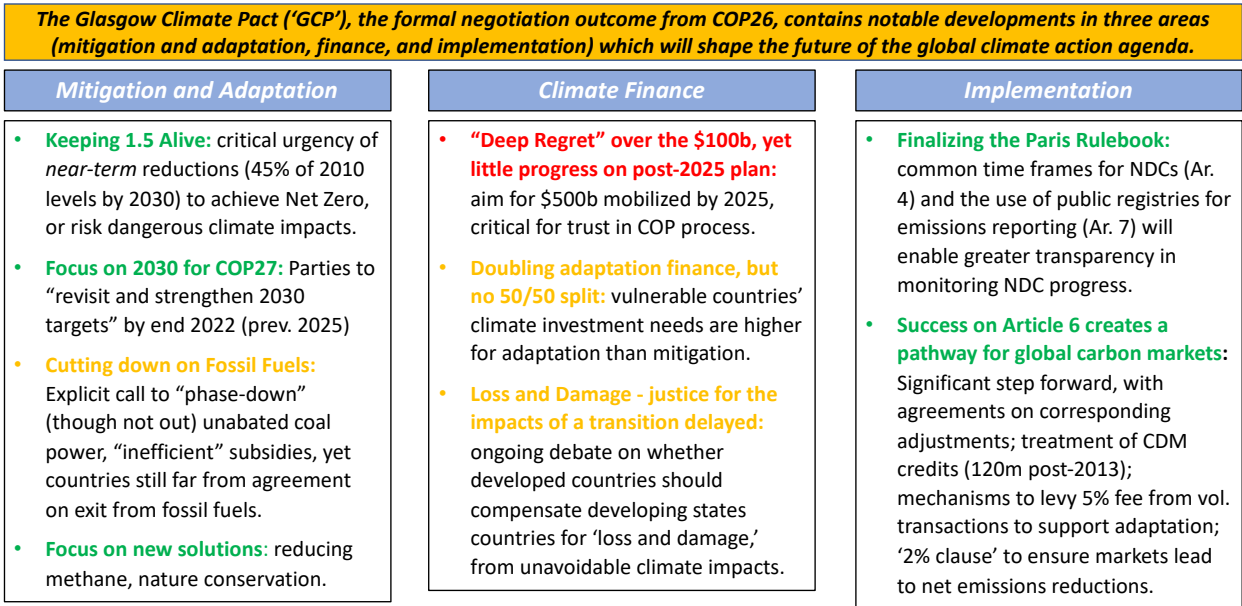 The Glasgow Climate Pact (‘GCP’), the formal negotiation outcome from COP26, contains notable developments in three areas
(mitigation and adaptation, finance, and implementation) which will shape the future of the global climate action agenda.
Mitigation and Adaptation
• Keeping 1.5 Alive: critical urgency of
near-term reductions (45% of 2010
levels by 2030) to achieve Net Zero,
or risk dangerous climate impacts.
• Focus on 2030 for COP27: Parties to
“revisit and strengthen 2030
targets” by end 2022 (prev. 2025)
• Cutting down on Fossil Fuels:
Explicit call to “phase-down”
(though not out) unabated coal
power, “inefficient” subsidies, yet
countries still far from agreement
on exit from fossil fuels.
• Focus on new solutions: reducing
methane, nature conservation.
Climate Finance
• “Deep Regret” over the $100b, yet
little progress on post-2025 plan:
aim for $500b mobilized by 2025,
critical for trust in COP process.
• Doubling adaptation finance, but
no 50/50 split: vulnerable countries’
climate investment needs are higher
for adaptation than mitigation.
• Loss and Damage - justice for the
impacts of a transition delayed:
ongoing debate on whether
developed countries should
compensate developing states
countries for ‘loss and damage,’
from unavoidable climate impacts.
Implementation
• Finalizing the Paris Rulebook:
common time frames for NDCs (Ar.
4) and the use of public registries for
emissions reporting (Ar. 7) will
enable greater transparency in
monitoring NDC progress.
• Success on Article 6 creates a
pathway for global carbon markets:
Significant step forward, with
agreements on corresponding
adjustments; treatment of CDM
credits (120m post-2013);
mechanisms to levy 5% fee from vol.
transactions to support adaptation;
‘2% clause’ to ensure markets lead
to net emissions reductions.